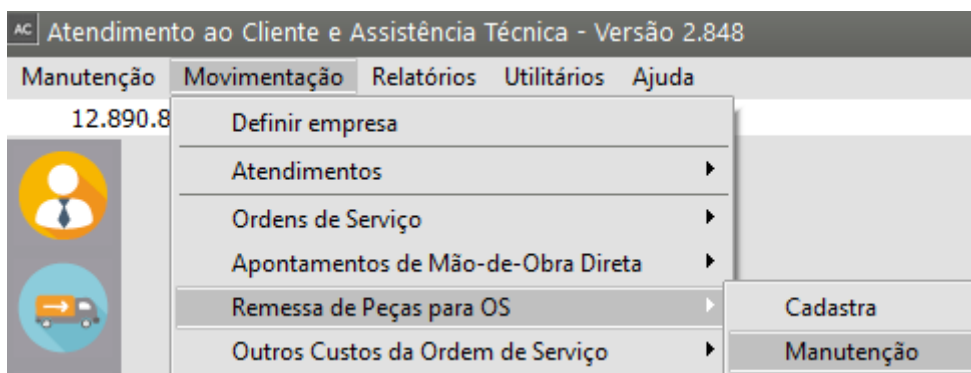 AC Atendimento ao Cliente e Assistência Técnica - Versão 2.848
Manutenção Movimentação Relatórios Utilitários Ajuda
12.890.8
Definir empresa
Atendimentos
Ordens de Serviço
Apontamentos de Mão-de-Obra Direta
Remessa de Peças para OS
Cadastra
Outros Custos da Ordem de Serviço
Manutenção